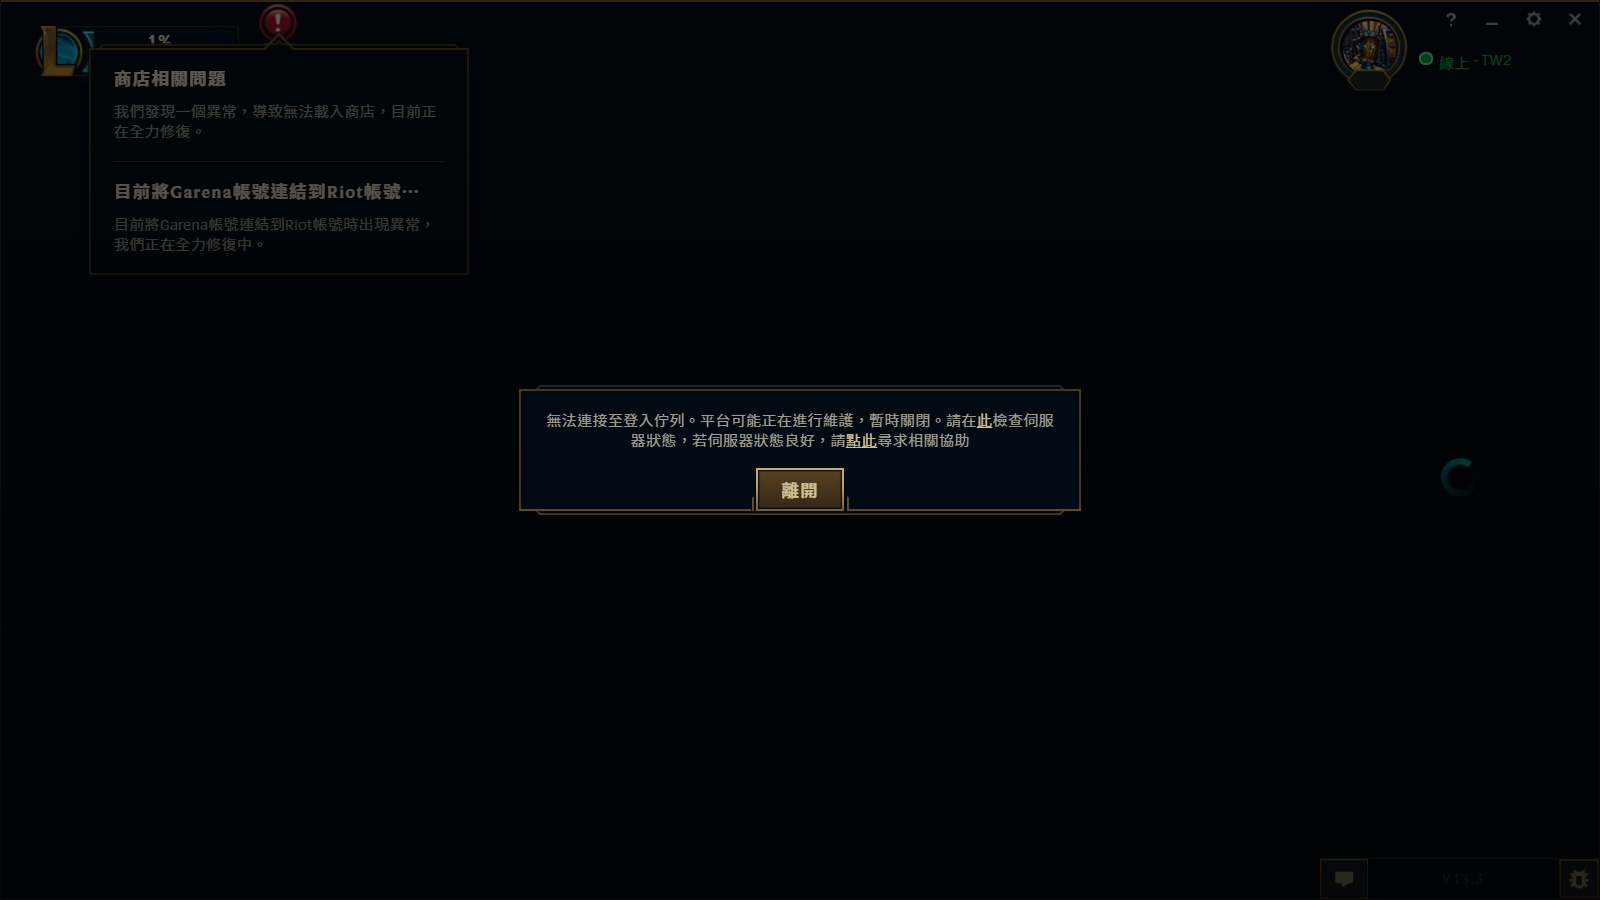 1%
?
線上 - TW2
商店相關問題
我們發現一個異常，導致無法載入商店，目前正
在全力修復。
目前將Garena帳號連結到Riot帳號…
目前將Garena帳號連結到Riot帳號時出現異常，
我們正在全力修復中。
無法連接至登入佇列。平台可能正在進行維護，暫時關閉。請在此檢查伺服
器狀態，若伺服器狀態良好，請點此尋求相關協助
離開
V13.3